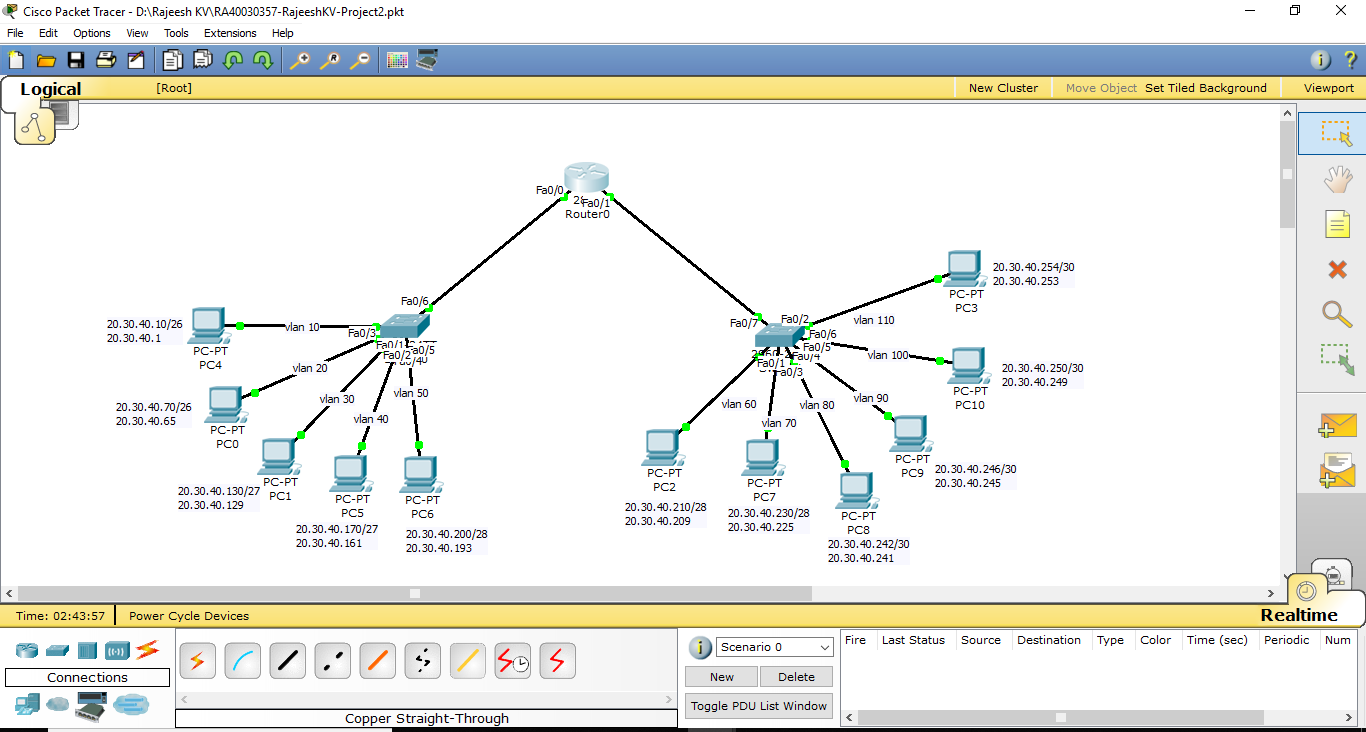 Cisco Packet Tracer - D:\Rajeesh KV\RA40030357-RajeeshKV-Project2.pkt
File Edit Options View Tools Extensions Help
Logical [Root] New Cluster Move Object Set Tiled Background Viewport
Fa0/0
Fa0/1
Router0
Fa0/6
20.30.40.10/26
20.30.40.1
vlan 10
Fa0/3
PC-PT
PC4
Fa0/1
Fa0/5
Fa0/2
vlan 20
20.30.40.70/26
20.30.40.65
PC-PT
PC0
vlan 30
vlan 40
vlan 50
PC-PT
PC1
20.30.40.130/27
20.30.40.129
PC-PT
PC5
20.30.40.170/27
20.30.40.161
PC-PT
PC6
20.30.40.200/28
20.30.40.193
Fa0/7
Fa0/2
Fa0/6
Fa0/5
Fa0/4
Fa0/1
Fa0/3
vlan 110
20.30.40.254/30
20.30.40.253
PC-PT
PC3
vlan 100
20.30.40.250/30
20.30.40.249
PC-PT
PC10
vlan 90
vlan 80
vlan 60
vlan 70
PC-PT
PC9
20.30.40.246/30
20.30.40.245
PC-PT
PC2
20.30.40.210/28
20.30.40.209
PC-PT
PC7
20.30.40.230/28
20.30.40.225
PC-PT
PC8
20.30.40.242/30
20.30.40.241
Time: 02:43:57 Power Cycle Devices Realtime
Connections
Copper Straight-Through
Scenario 0
New Delete
Toggle PDU List Window
Fire Last Status Source Destination Type Color Time (sec) Periodic Num